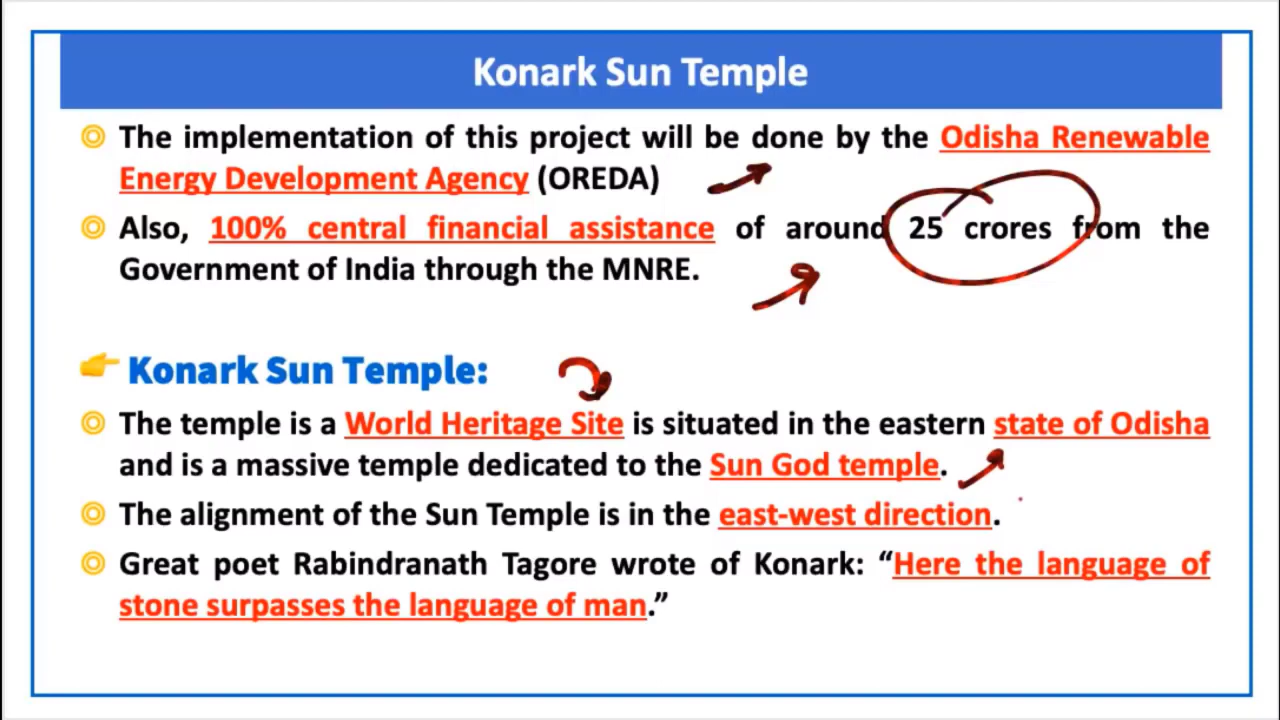 Konark Sun Temple
The implementation of this project will be done by the Odisha Renewable
Energy Development Agency (OREDA)
Also, 100% central financial assistance of around 25 crores from the
Government of India through the MNRE.
Konark Sun Temple:
The temple is a World Heritage Site is situated in the eastern state of Odisha
and is a massive temple dedicated to the Sun God temple.
The alignment of the Sun Temple is in the east-west direction.
Great poet Rabindranath Tagore wrote of Konark: “Here the language of
stone surpasses the language of man.”